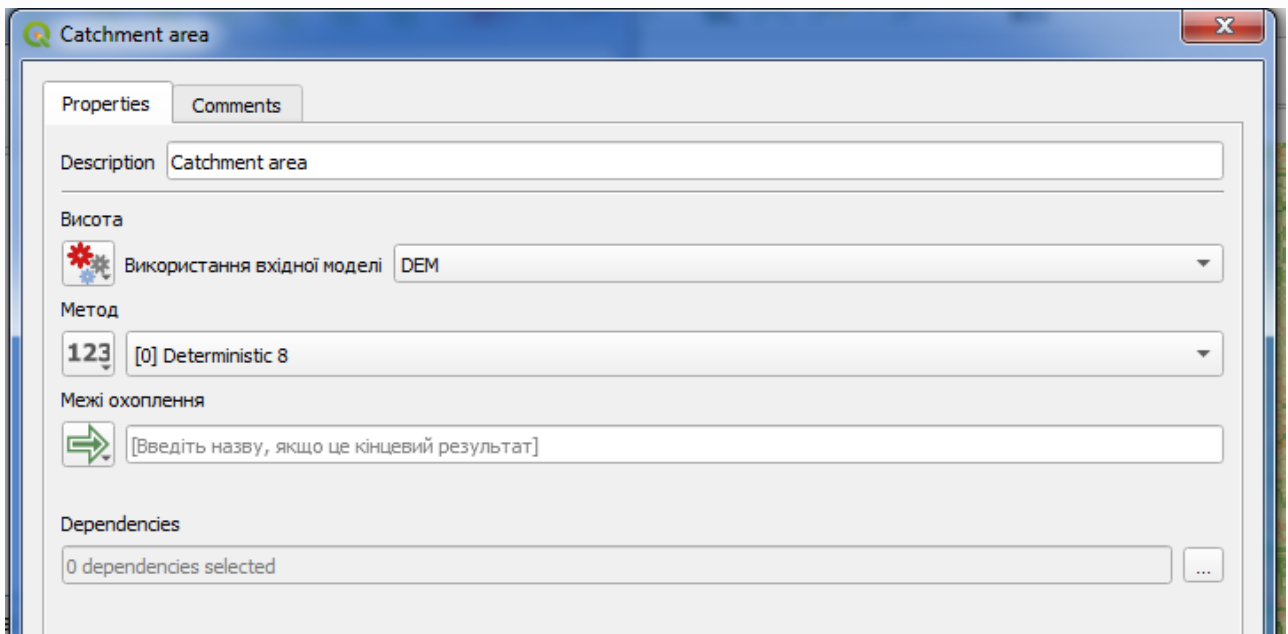 Catchment area
Properties Comments
Description Catchment area
Висота
Використання вхідної моделі DEM
Метод
123 [0] Deterministic 8
Межі охоплення
[Введіть назву, якщо це кінцевий результат]
Dependencies
0 dependencies selected ...